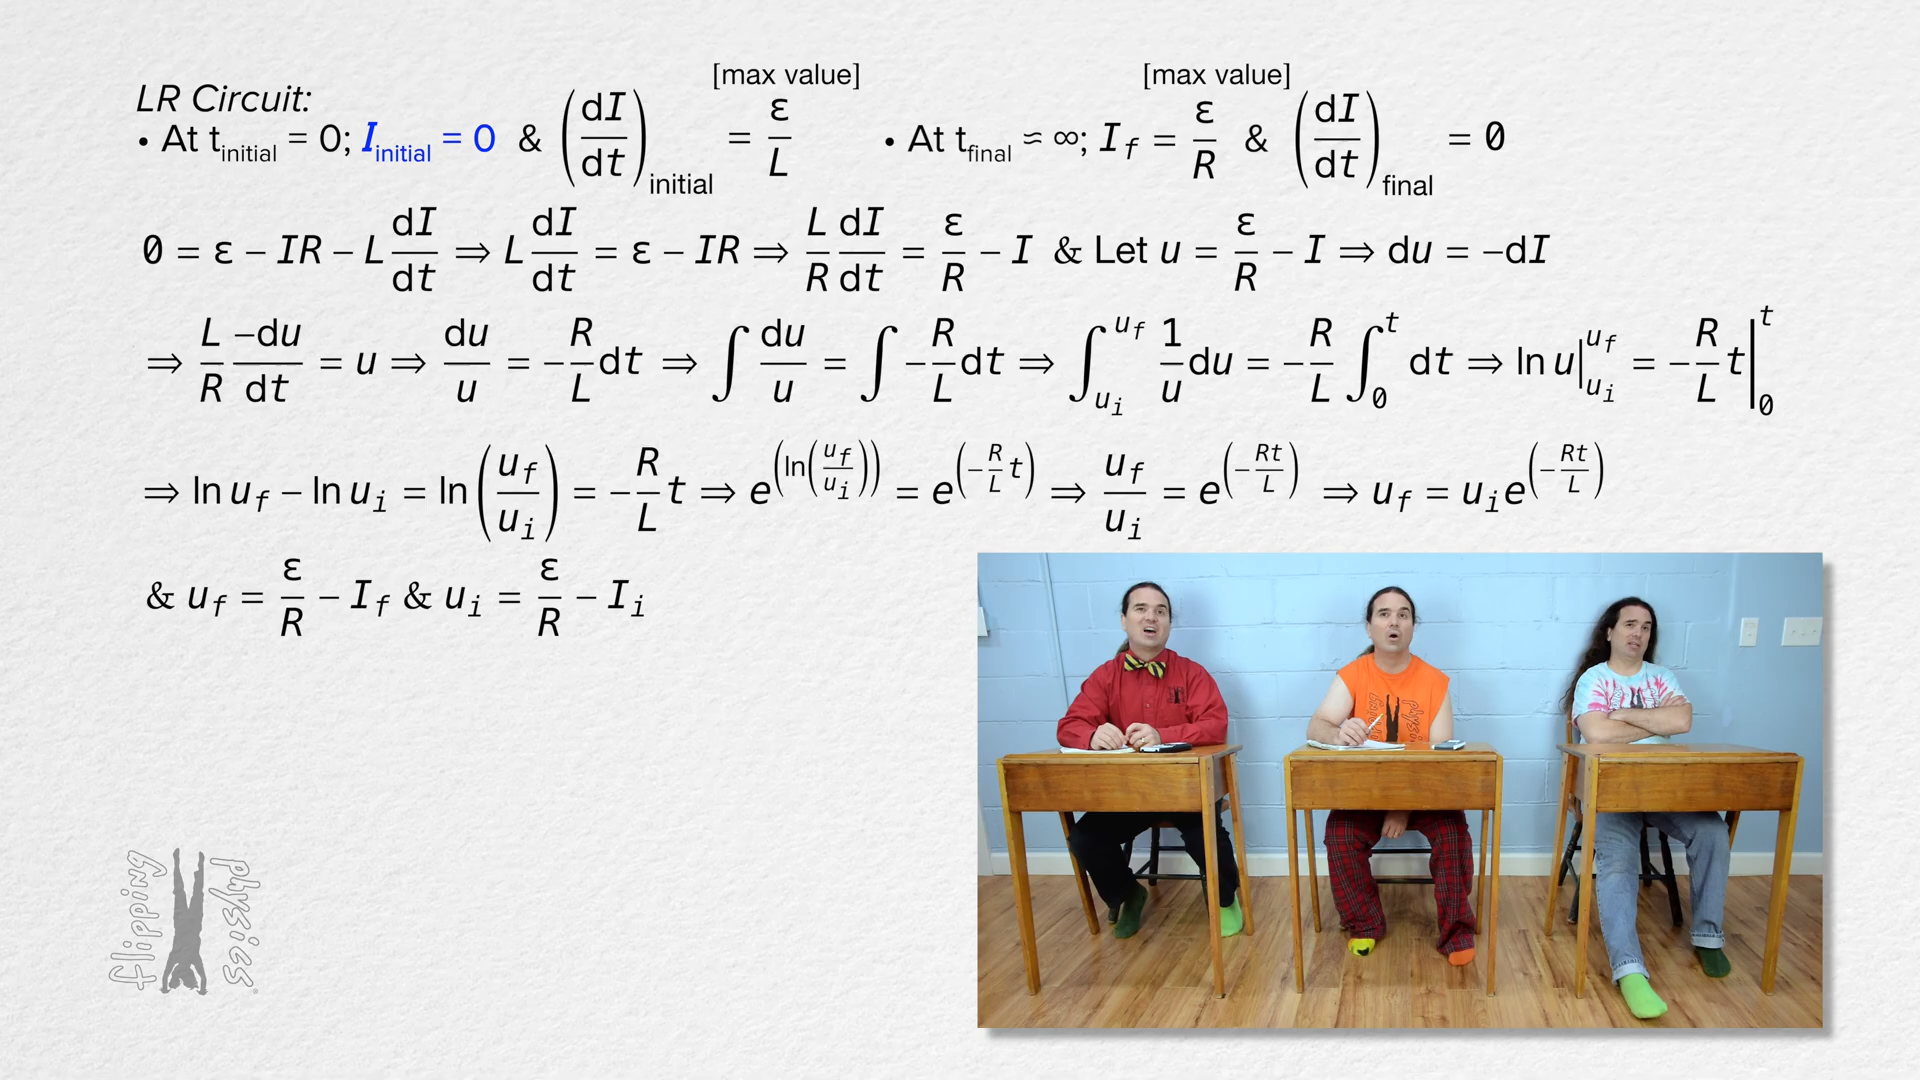 [max value] [max value]
LR Circuit:
• At t_initial = 0; I_initial = 0 & (dI/dt)_initial = ε/L • At t_final ≈ ∞; I_f = ε/R & (dI/dt)_final = 0
0 = ε − IR − L dI/dt ⇒ L dI/dt = ε − IR ⇒ L/R dI/dt = ε/R − I & Let u = ε/R − I ⇒ du = −dI
⇒ L/R −du/dt = u ⇒ du/u = −R/L dt ⇒ ∫ du/u = ∫ −R/L dt ⇒ ∫_{u_i}^{u_f} 1/u du = −R/L ∫_0^t dt ⇒ ln u|_{u_i}^{u_f} = −R/L t|_0^t
⇒ ln u_f − ln u_i = ln(u_f/u_i) = −R/L t ⇒ e^(ln(u_f/u_i)) = e^(−R/L t) ⇒ u_f/u_i = e^(−Rt/L) ⇒ u_f = u_i e^(−Rt/L)
& u_f = ε/R − I_f & u_i = ε/R − I_i
flipping physics